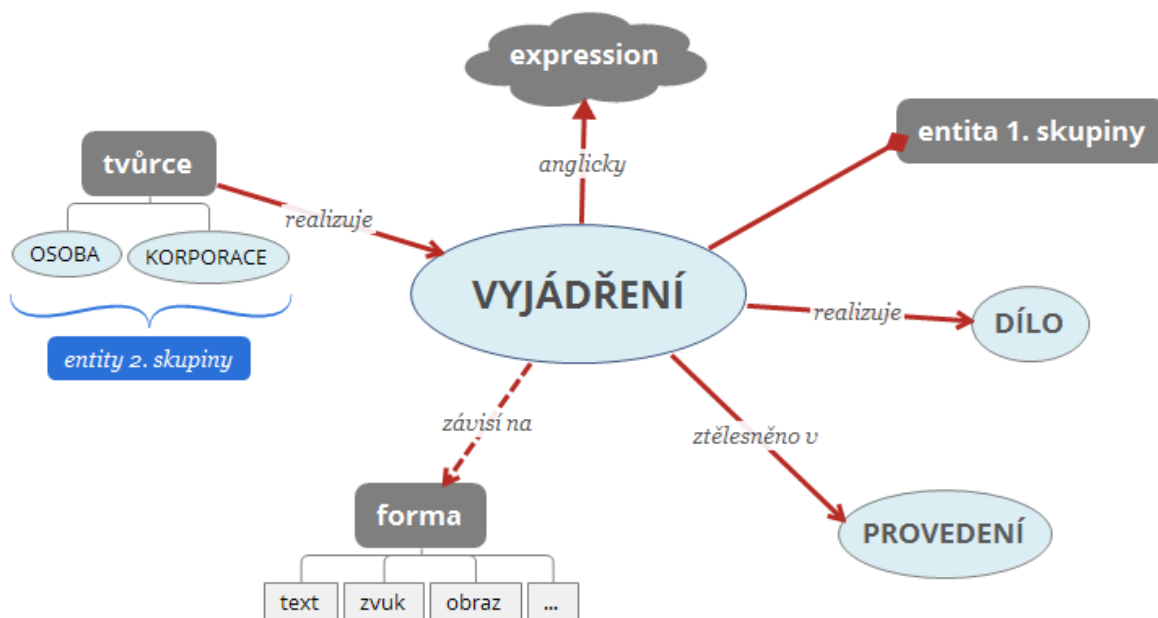 expression
entita 1. skupiny
tvůrce
anglicky
realizuje
OSOBA
KORPORACE
VYJÁDŘENÍ
realizuje
DÍLO
entity 2. skupiny
závisí na
ztělesněno v
forma
PROVEDENÍ
text
zvuk
obraz
...